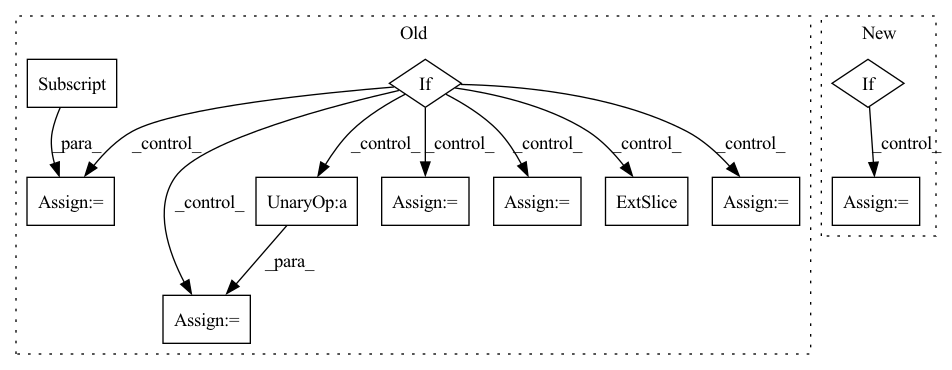 Old
New
Subscript
If
If
_para_
_control_
_control_
_control_
_control_
_control_
_control_
_control_
_control_
Assign:=
UnaryOp:a
Assign:=
Assign:=
ExtSlice
Assign:=
Assign:=
_para_
Assign:=